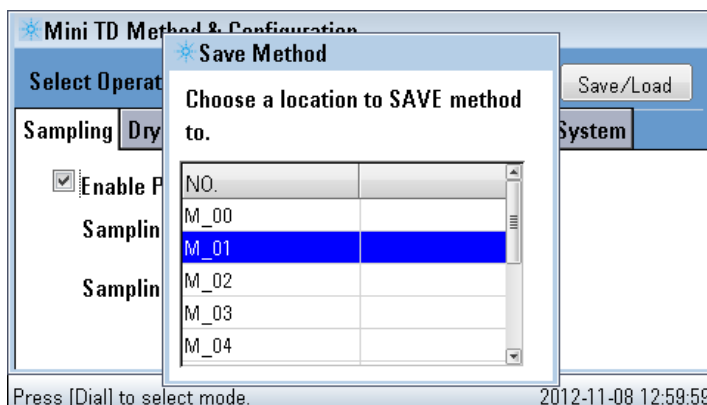 Mini TD Method & Configuration
Save Method
Select Operat
Save/Load
Choose a location to SAVE method
to.
Sampling Dry System
Enable P
NO.
Samplin
M_00
M_01
Samplin
M_02
M_03
M_04
Press [Dial] to select mode. 2012-11-08 12:59:59